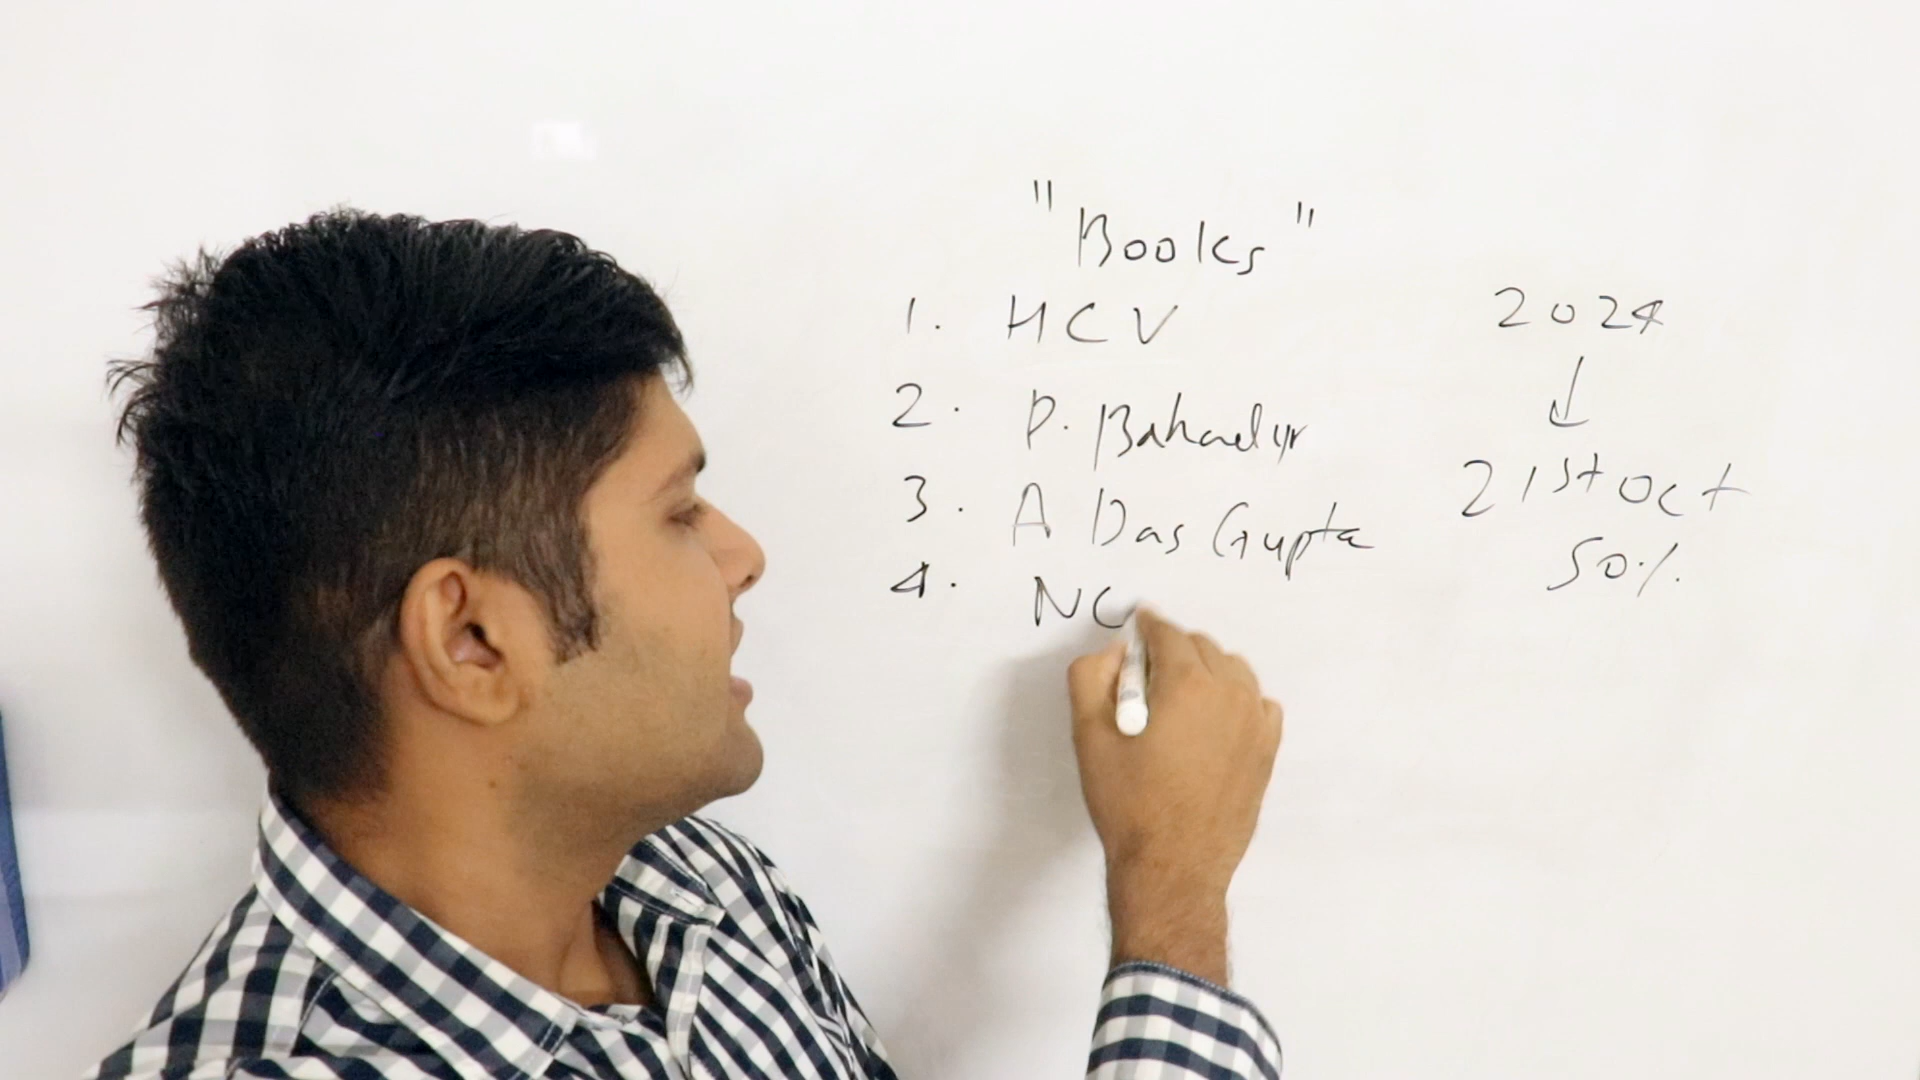 "Books"
1. HCV
2. P. Bahadur
3. A Das Gupta
4. NC
2024
↓
21st Oct
50%